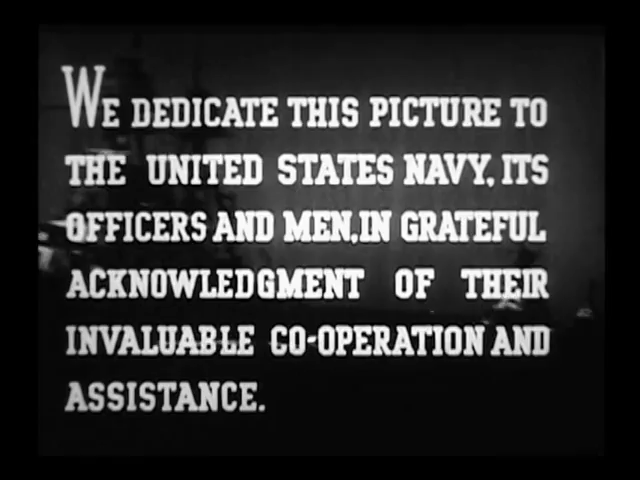 WE DEDICATE THIS PICTURE TO
THE UNITED STATES NAVY, ITS
OFFICERS AND MEN, IN GRATEFUL
ACKNOWLEDGMENT OF THEIR
INVALUABLE CO-OPERATION AND
ASSISTANCE.